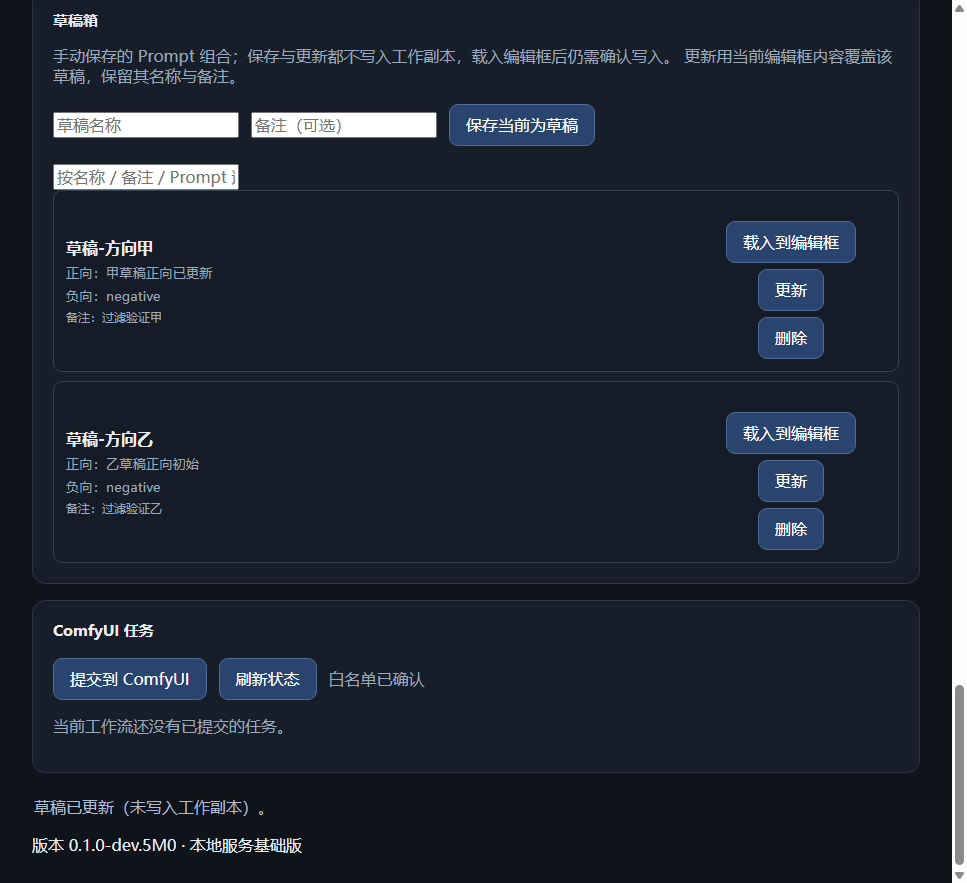 草稿箱
手动保存的 Prompt 组合；保存与更新都不写入工作副本，载入编辑框后仍需确认写入。 更新用当前编辑框内容覆盖该
草稿，保留其名称与备注。
草稿名称 备注（可选） 保存当前为草稿
按名称 / 备注 / Prompt
草稿-方向甲
正向：甲草稿正向已更新
负向：negative
备注：过滤验证甲
载入到编辑框
更新
删除
草稿-方向乙
正向：乙草稿正向初始
负向：negative
备注：过滤验证乙
载入到编辑框
更新
删除
ComfyUI 任务
提交到 ComfyUI 刷新状态 白名单已确认
当前工作流还没有已提交的任务。
草稿已更新（未写入工作副本）。
版本 0.1.0-dev.5M0 · 本地服务基础版